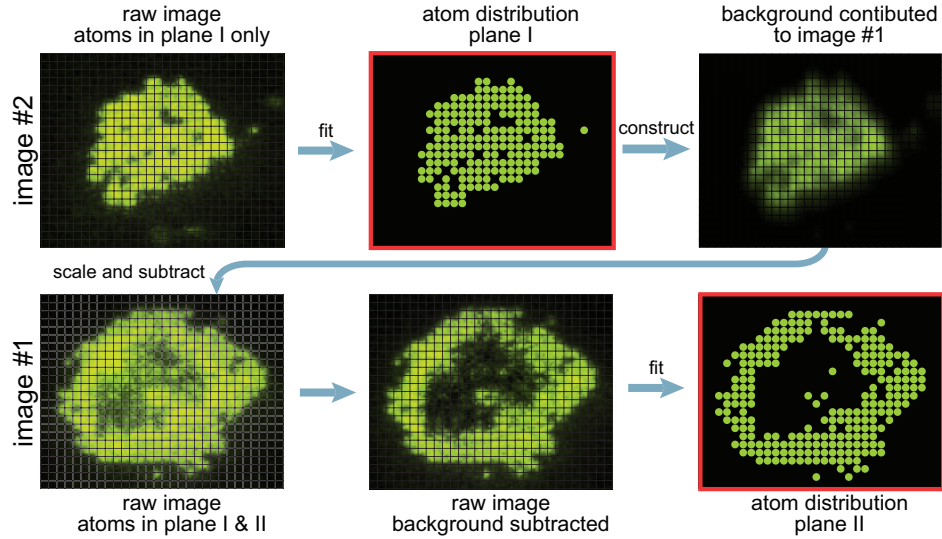 raw image
atoms in plane I only
atom distribution
plane I
background contibuted
to image #1
image #2
fit
construct
scale and subtract
image #1
fit
raw image
atoms in plane I & II
raw image
background subtracted
atom distribution
plane II